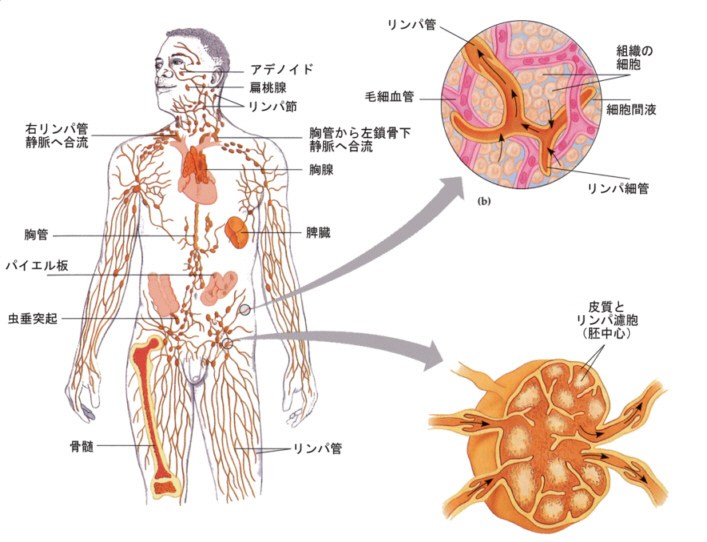 アデノイド
扁桃腺
リンパ節
右リンパ管
静脈へ合流
胸管から左鎖骨下
静脈へ合流
胸腺
胸管
脾臓
パイエル板
虫垂突起
骨髄
リンパ管
リンパ管
組織の
細胞
毛細血管
細胞間液
リンパ細管
(b)
皮質と
リンパ濾胞
(胚中心)